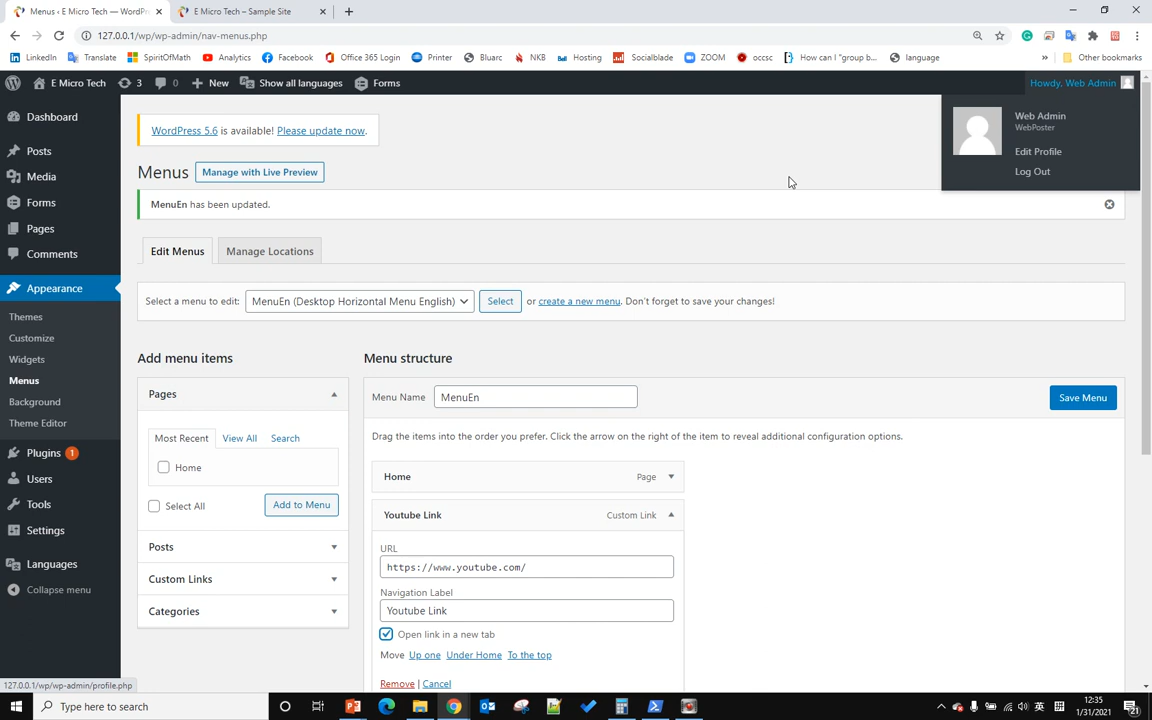 Menus ‹ E Micro Tech — WordPr
E Micro Tech – Sample Site
127.0.0.1/wp/wp-admin/nav-menus.php
LinkedIn
Translate
SpiritOfMath
Analytics
Facebook
Office 365 Login
Printer
Bluarc
NKB
Hosting
Socialblade
ZOOM
occsc
How can I "group b...
language
»
Other bookmarks
E Micro Tech
3
0
+ New
Show all languages
Forms
Howdy, Web Admin
Web Admin
WebPoster
Edit Profile
Log Out
Dashboard
Posts
Media
Forms
Pages
Comments
Appearance
Themes
Customize
Widgets
Menus
Background
Theme Editor
Plugins 1
Users
Tools
Settings
Languages
Collapse menu
WordPress 5.6 is available! Please update now.
Menus
Manage with Live Preview
MenuEn has been updated.
Edit Menus
Manage Locations
Select a menu to edit: MenuEn (Desktop Horizontal Menu English) Select or create a new menu. Don't forget to save your changes!
Add menu items
Pages
Most Recent
View All
Search
Home
Select All
Add to Menu
Posts
Custom Links
Categories
Menu structure
Menu Name MenuEn
Save Menu
Drag the items into the order you prefer. Click the arrow on the right of the item to reveal additional configuration options.
Home Page
Youtube Link Custom Link
URL
https://www.youtube.com/
Navigation Label
Youtube Link
Open link in a new tab
Move Up one Under Home To the top
Remove | Cancel
127.0.0.1/wp/wp-admin/profile.php
Type here to search
英
12:35
1/31/2021
21